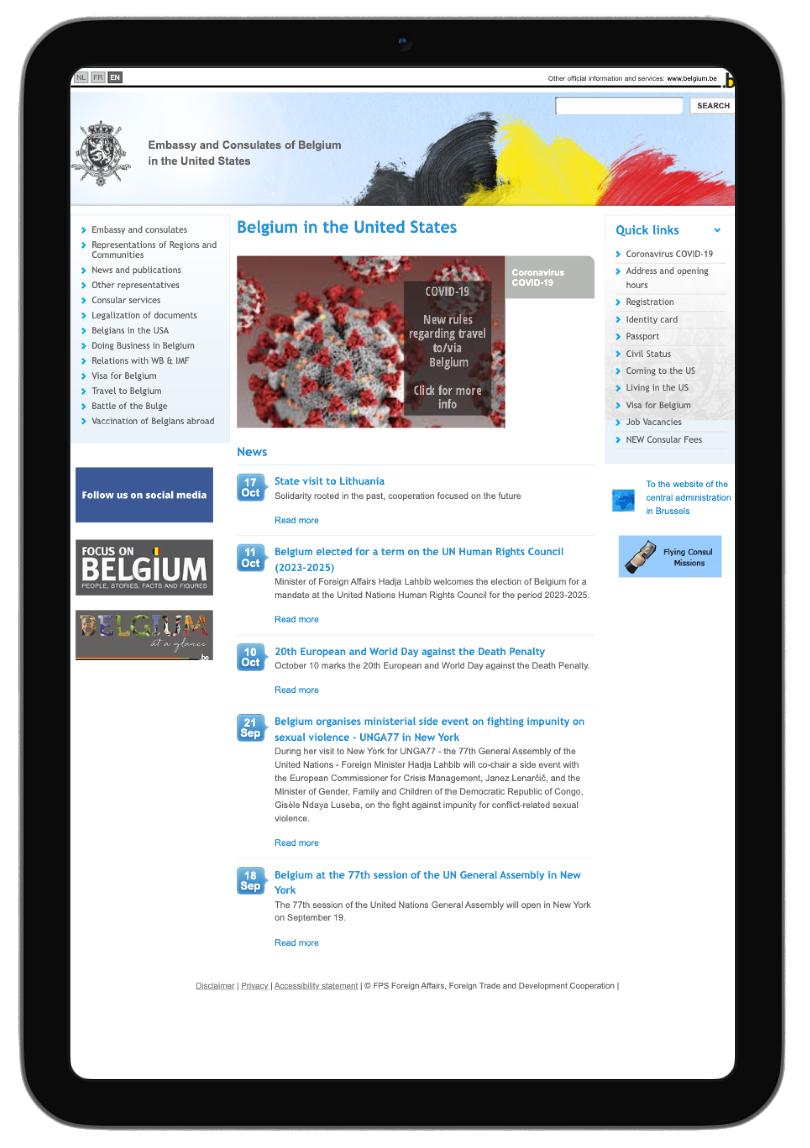 NL FR EN
Other official information and services: www.belgium.be
SEARCH
Embassy and Consulates of Belgium
in the United States
Embassy and consulates
Representations of Regions and
Communities
News and publications
Other representatives
Consular services
Legalization of documents
Belgians in the USA
Doing Business in Belgium
Relations with WB & IMF
Visa for Belgium
Travel to Belgium
Battle of the Bulge
Vaccination of Belgians abroad
Follow us on social media
FOCUS ON
BELGIUM
PEOPLE, STORIES, FACTS AND FIGURES
BELGIUM
at a glance
.be
Belgium in the United States
COVID-19
New rules
regarding travel
to/via
Belgium
Click for more
info
Coronavirus
COVID-19
News
17
Oct
State visit to Lithuania
Solidarity rooted in the past, cooperation focused on the future
Read more
11
Oct
Belgium elected for a term on the UN Human Rights Council
(2023-2025)
Minister of Foreign Affairs Hadja Lahbib welcomes the election of Belgium for a
mandate at the United Nations Human Rights Council for the period 2023-2025.
Read more
10
Oct
20th European and World Day against the Death Penalty
October 10 marks the 20th European and World Day against the Death Penalty.
Read more
21
Sep
Belgium organises ministerial side event on fighting impunity on
sexual violence - UNGA77 in New York
During her visit to New York for UNGA77 - the 77th General Assembly of the
United Nations - Foreign Minister Hadja Lahbib will co-chair a side event with
the European Commissioner for Crisis Management, Janez Lenarčič, and the
Minister of Gender, Family and Children of the Democratic Republic of Congo,
Gisèle Ndaya Luseba, on the fight against impunity for conflict-related sexual
violence.
Read more
18
Sep
Belgium at the 77th session of the UN General Assembly in New
York
The 77th session of the United Nations General Assembly will open in New York
on September 19.
Read more
Quick links
Coronavirus COVID-19
Address and opening
hours
Registration
Identity card
Passport
Civil Status
Coming to the US
Living in the US
Visa for Belgium
Job Vacancies
NEW Consular Fees
To the website of the
central administration
in Brussels
Flying Consul
Missions
Disclaimer | Privacy | Accessibility statement | © FPS Foreign Affairs, Foreign Trade and Development Cooperation |